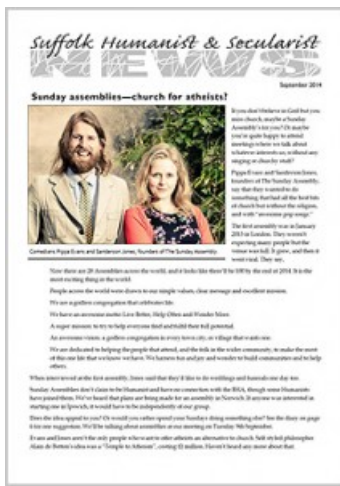 Suffolk Humanist & Secularist
NEWS
September 2014
Sunday assemblies—church for atheists?
If you don't believe in God but you
miss church, maybe a Sunday
Assembly's for you? Or maybe
you're quite happy to attend
meetings where we talk about
whatever interests us, without any
singing or churchy stuff?
Pippa Evans and Sanderson Jones,
founders of The Sunday Assembly,
say that they wanted to do
something that had all the best bits
of church but without the religion,
and with "awesome pop songs."
The first assembly was in January
2013 in London. They weren't
expecting many people but the
venue was full. It grew, and then it
went viral. They say,
Comedians Pippa Evans and Sanderson Jones, founders of The Sunday Assembly
Now there are 28 Assemblies across the world, and it looks like there'll be 100 by the end of 2014. It is the
most exciting thing in the world.
People across the world were drawn to our simple values, clear message and excellent mission.
We are a godless congregation that celebrates life.
We have an awesome motto: Live Better, Help Often and Wonder More.
A super mission: to try to help everyone find and fulfil their full potential.
An awesome vision: a godless congregation in every town city, or village that wants one.
We are dedicated to helping the people that attend, and the folk in the wider community, to make the most
of this one life that we know we have. We harness fun and joy and wonder to build communities and to help
others.
When interviewed at the first assembly, Jones said that they'd like to do weddings and funerals one day too.
Sunday Assemblies don't claim to be Humanist and have no connection with the BHA, though some Humanists
have joined them. We've heard that plans are being made for an assembly in Norwich. If anyone was interested in
starting one in Ipswich, it would have to be independently of our group.
Does the idea appeal to you? Or would you rather spend your Sundays doing something else? See the diary on page
6 for one suggestion. We'll be talking about assemblies at our meeting on Tuesday 9th September.
Evans and Jones aren't the only people who want to offer atheists an alternative to church. Self-styled philosopher
Alain de Botton's idea was a "Temple to Atheism", costing £1 million. Haven't heard any more about that.